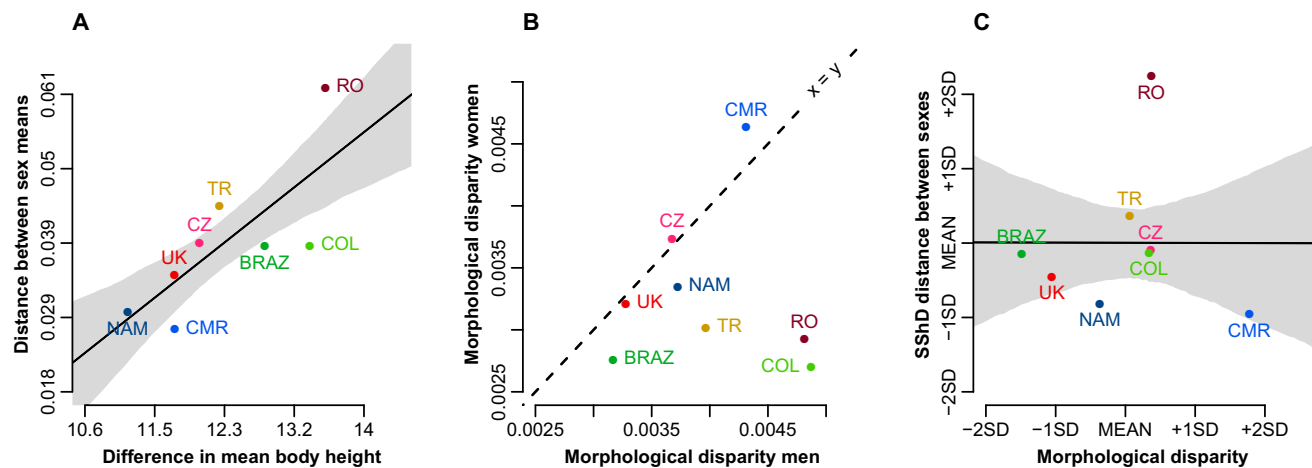 A
Distance between sex means
0.061
0.05
0.039
0.029
0.018
RO
TR
CZ
UK
BRAZ
COL
NAM
CMR
10.6 11.5 12.3 13.2 14
Difference in mean body height
B
Morphological disparity women
0.0045
0.0035
0.0025
x = y
CMR
CZ
NAM
UK
TR
RO
BRAZ
COL
0.0025 0.0035 0.0045
Morphological disparity men
C
SShD distance between sexes
+2SD
+1SD
MEAN
−1SD
−2SD
RO
TR
BRAZ
CZ
COL
UK
NAM
CMR
−2SD −1SD MEAN +1SD +2SD
Morphological disparity